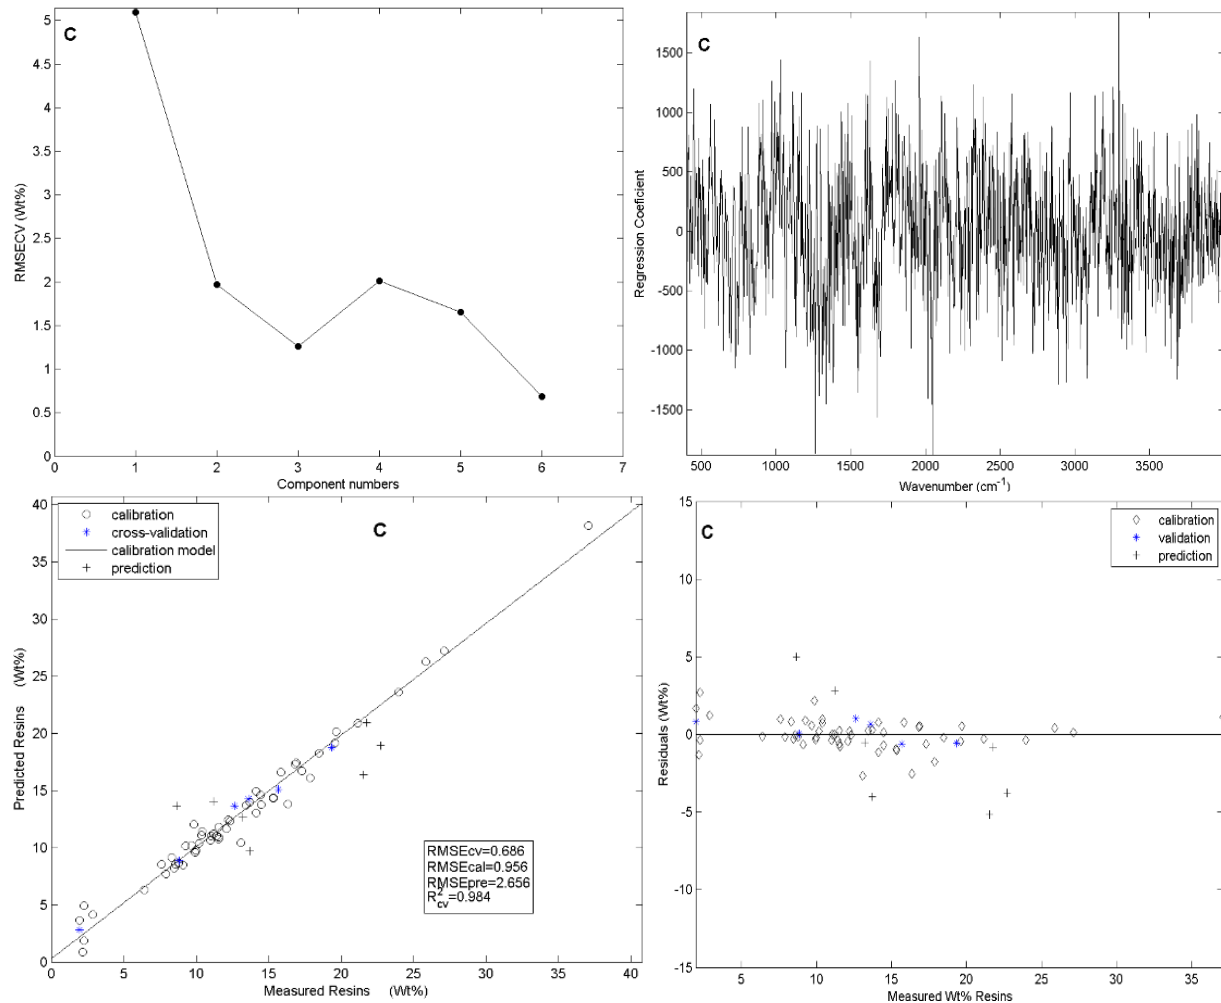 C
5
4.5
4
3.5
3
2.5
2
1.5
1
0.5
0
0 1 2 3 4 5 6 7
RMSECV (Wt%)
Component numbers
C
1500
1000
500
0
-500
-1000
-1500
500 1000 1500 2000 2500 3000 3500
Regression Coeficient
Wavenumber (cm-1)
calibration
cross-validation
calibration model
prediction
C
40
35
30
25
20
15
10
5
0
0 5 10 15 20 25 30 35 40
Predicted Resins (Wt%)
RMSEcv=0.686
RMSEcal=0.956
RMSEpre=2.656
R2cv=0.984
Measured Resins (Wt%)
C
calibration
validation
prediction
15
10
5
0
-5
-10
-15
5 10 15 20 25 30 35
Residuals (Wt%)
Measured Wt% Resins